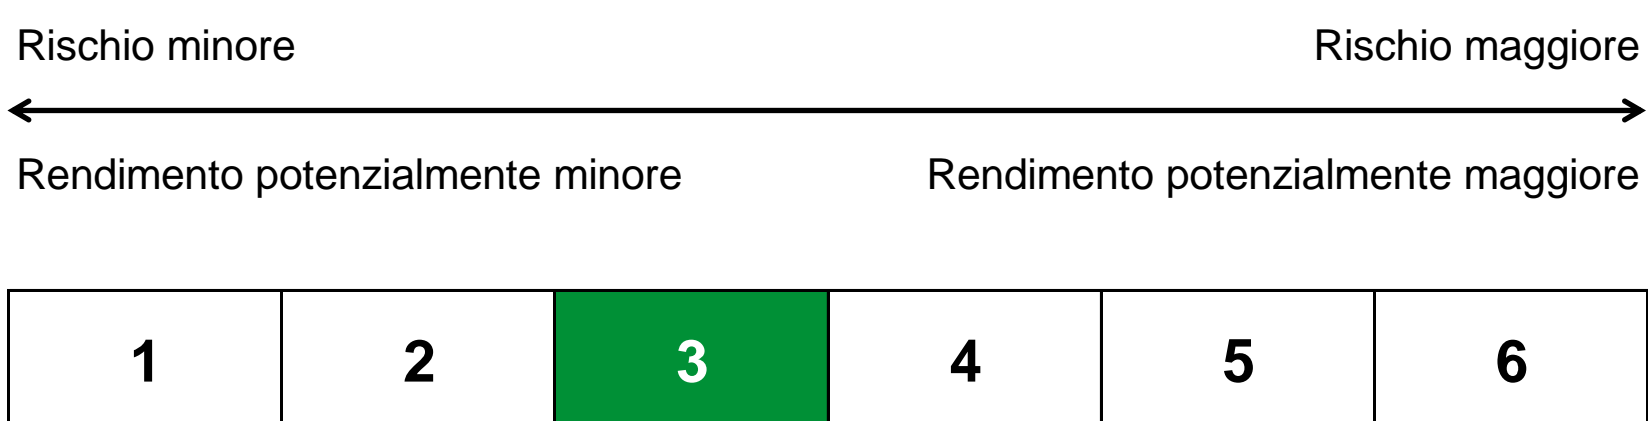 Rischio minore Rischio maggiore
Rendimento potenzialmente minore Rendimento potenzialmente maggiore
1 2 3 4 5 6